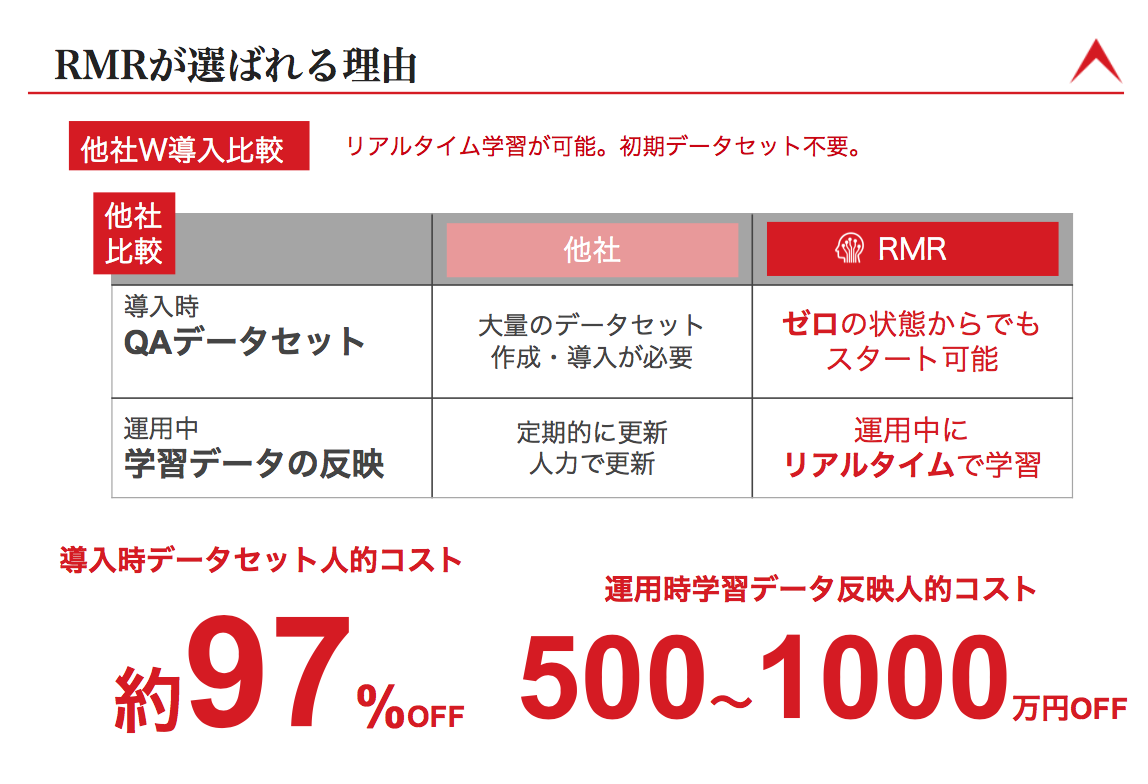 RMRが選ばれる理由
他社W導入比較
リアルタイム学習が可能。初期データセット不要。
他社
比較
他社
RMR
導入時
QAデータセット
大量のデータセット
作成・導入が必要
ゼロの状態からでも
スタート可能
運用中
学習データの反映
定期的に更新
人力で更新
運用中に
リアルタイムで学習
導入時データセット人的コスト
約97%OFF
運用時学習データ反映人的コスト
500〜1000万円OFF